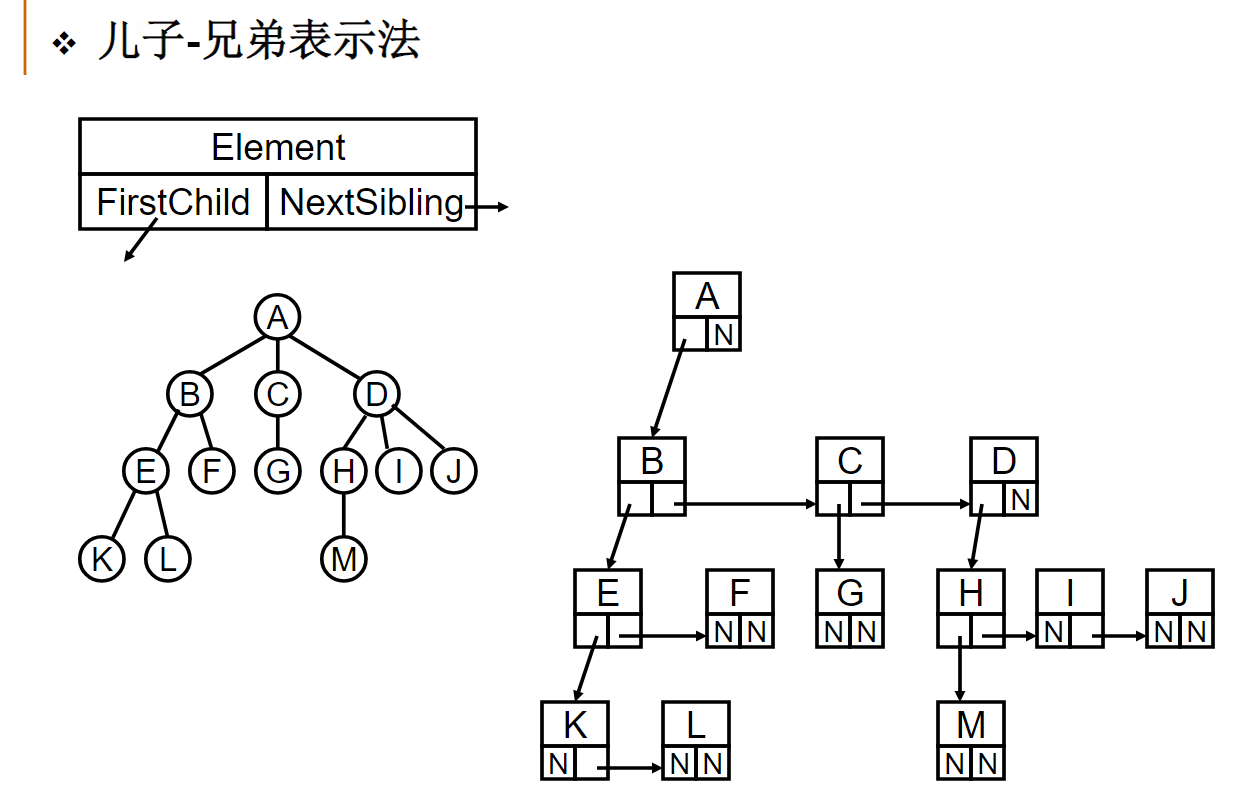 ❖ 儿子-兄弟表示法
Element
FirstChild NextSibling
A
B C D
E F G H I J
K L M
A
N
B C D
N
E F G H I J
N N N N N N N
K L M
N N N N N